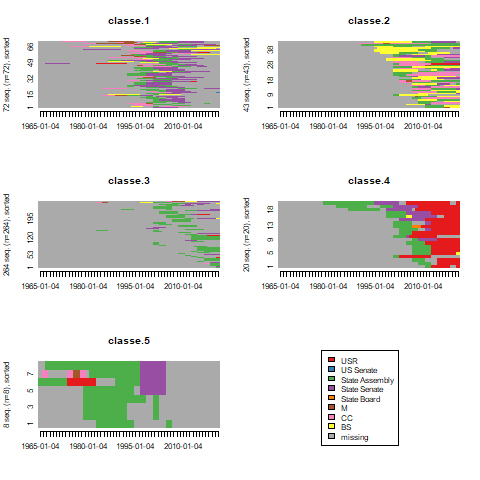 classe.1
72 seq. (n=72), sorted
1 15 32 49 66
1965-01-04 1980-01-04 1995-01-04 2010-01-04
classe.2
43 seq. (n=43), sorted
1 9 18 28 38
1965-01-04 1980-01-04 1995-01-04 2010-01-04
classe.3
264 seq. (n=264), sorted
1 53 120 195
1965-01-04 1980-01-04 1995-01-04 2010-01-04
classe.4
20 seq. (n=20), sorted
1 5 9 13 18
1965-01-04 1980-01-04 1995-01-04 2010-01-04
classe.5
8 seq. (n=8), sorted
1 3 5 7
1965-01-04 1980-01-04 1995-01-04 2010-01-04
USR
US Senate
State Assembly
State Senate
State Board
M
CC
BS
missing